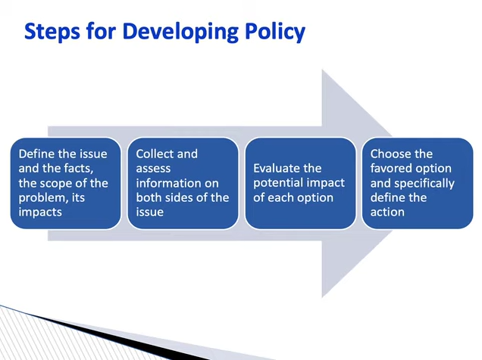 Steps for Developing Policy
Define the issue
and the facts,
the scope of the
problem, its
impacts
Collect and
assess
information on
both sides of the
issue
Evaluate the
potential impact
of each option
Choose the
favored option
and specifically
define the
action